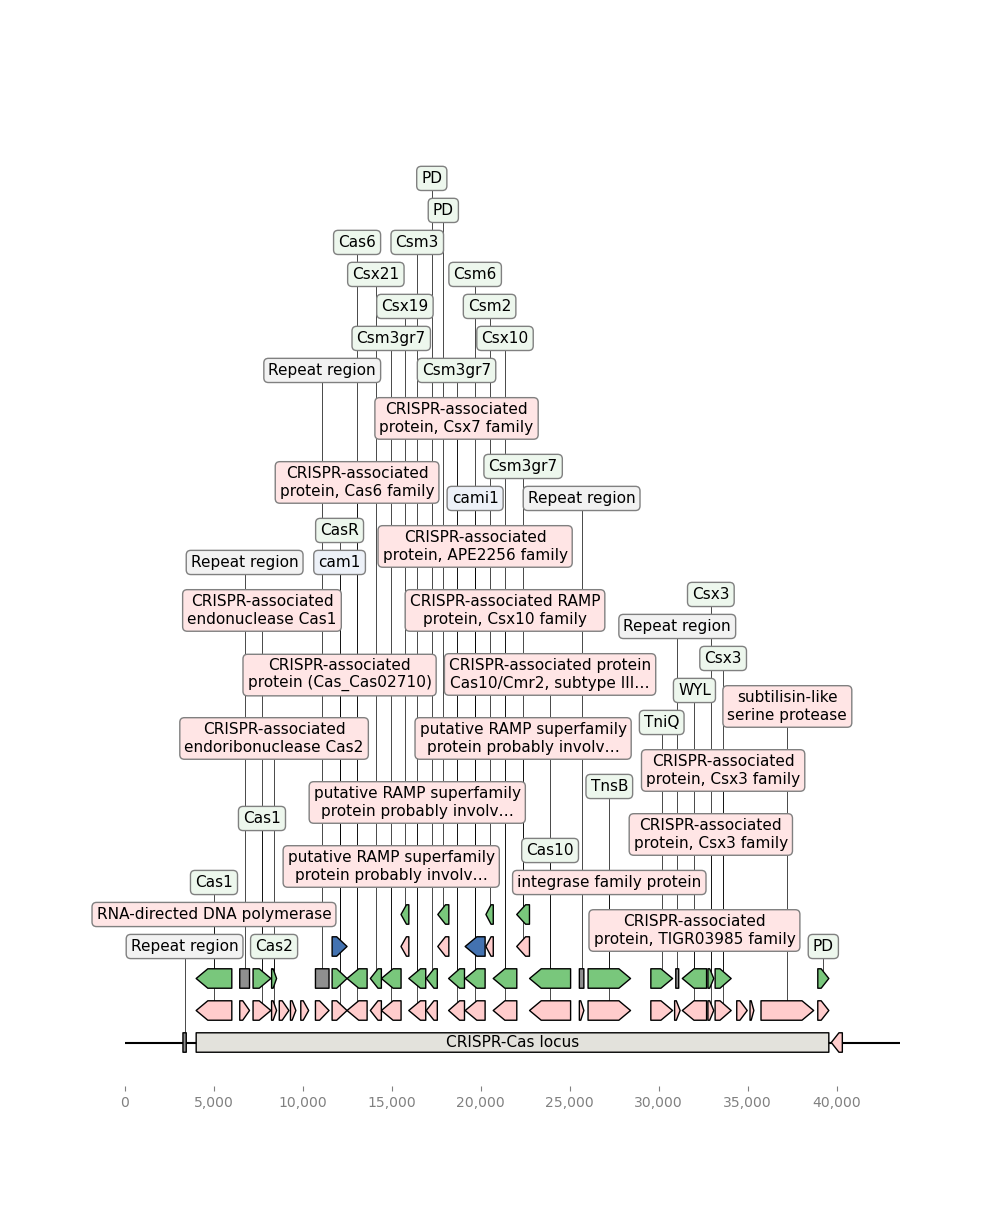 PD
PD
Cas6
Csm3
Csx21
Csm6
Csx19
Csm2
Csm3gr7
Csx10
Repeat region
Csm3gr7
CRISPR-associated
protein, Csx7 family
Csm3gr7
CRISPR-associated
protein, Cas6 family
cami1
Repeat region
CasR
CRISPR-associated
protein, APE2256 family
Repeat region
cam1
Csx3
CRISPR-associated
endonuclease Cas1
CRISPR-associated RAMP
protein, Csx10 family
Repeat region
Csx3
CRISPR-associated
protein (Cas_Cas02710)
CRISPR-associated protein
Cas10/Cmr2, subtype III...
WYL
subtilisin-like
serine protease
TniQ
CRISPR-associated
endoribonuclease Cas2
putative RAMP superfamily
protein probably involv...
CRISPR-associated
protein, Csx3 family
TnsB
putative RAMP superfamily
protein probably involv...
Cas1
CRISPR-associated
protein, Csx3 family
Cas10
putative RAMP superfamily
protein probably involv...
Cas1
integrase family protein
RNA-directed DNA polymerase
CRISPR-associated
protein, TIGR03985 family
Repeat region
Cas2
PD
CRISPR-Cas locus
0
5,000
10,000
15,000
20,000
25,000
30,000
35,000
40,000